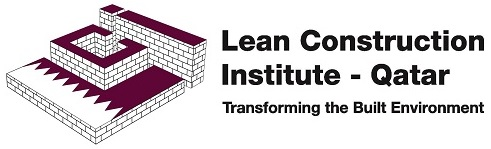 Lean Construction
Institute - Qatar
Transforming the Built Environment